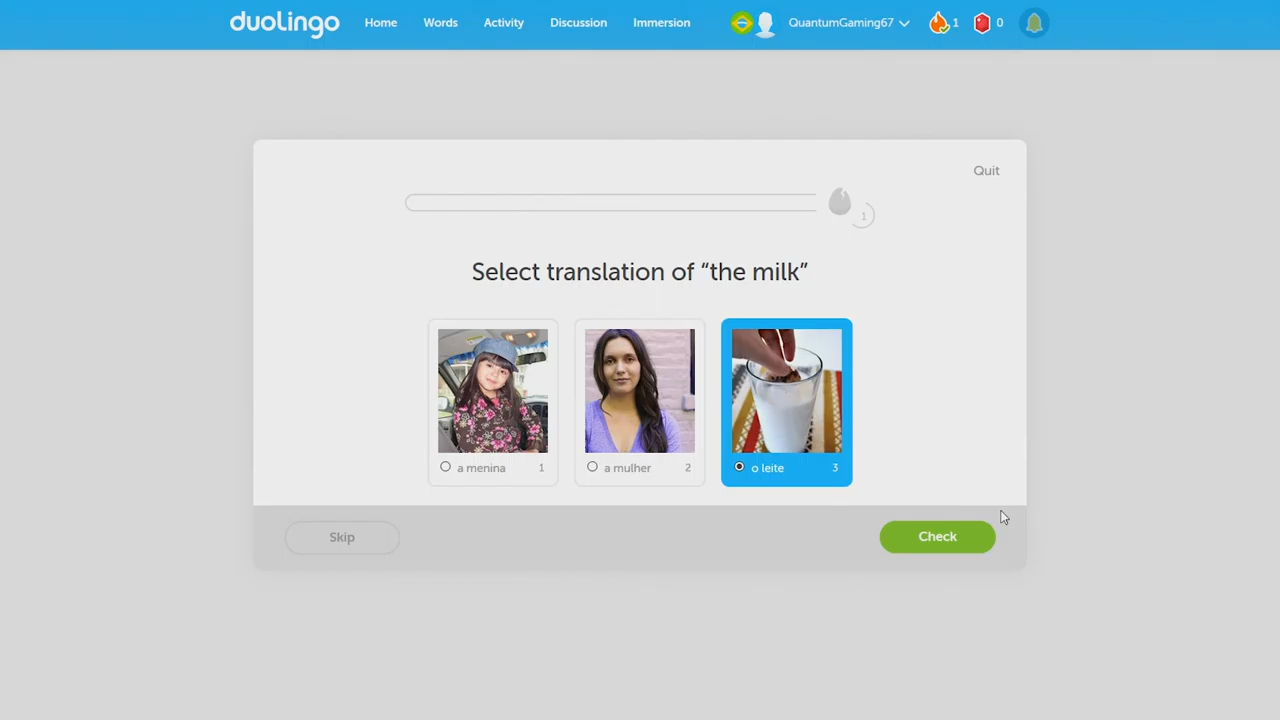 duolingo Home Words Activity Discussion Immersion QuantumGaming67 1 0
Quit
1
Select translation of “the milk”
a menina 1 a mulher 2 o leite 3
Skip Check